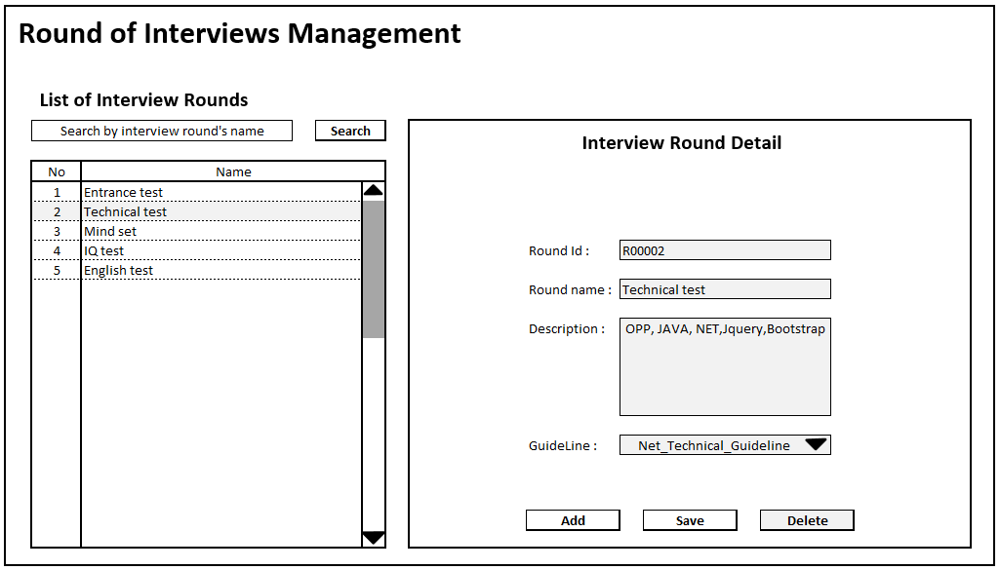 Round of Interviews Management
List of Interview Rounds
Search by interview round's name
Search
No Name
1 Entrance test
2 Technical test
3 Mind set
4 IQ test
5 English test
Interview Round Detail
Round Id : R00002
Round name : Technical test
Description : OPP, JAVA, NET,Jquery,Bootstrap
GuideLine : Net_Technical_Guideline
Add Save Delete